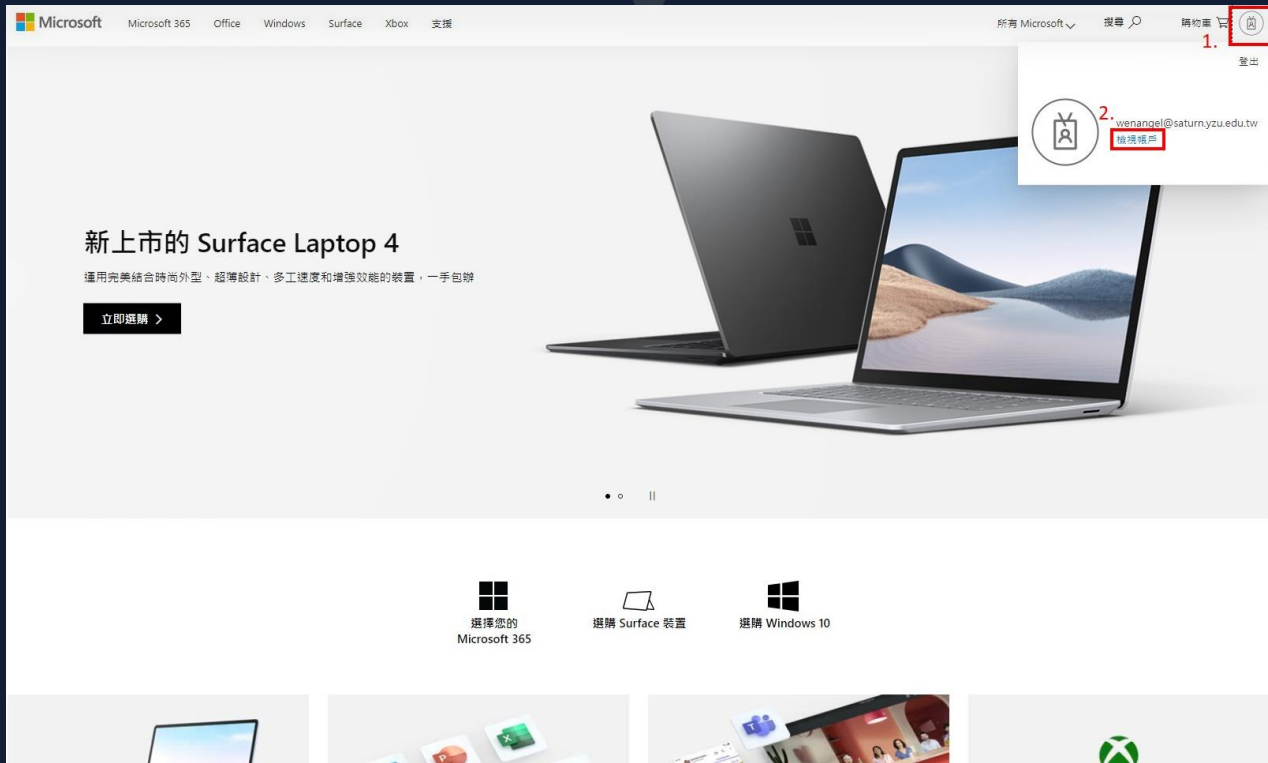 Microsoft Microsoft 365 Office Windows Surface Xbox 支援 所有 Microsoft 搜尋 購物車
1.
登出
2.
wenangel@saturn.yzu.edu.tw
檢視帳戶
新上市的 Surface Laptop 4
運用完美結合時尚外型、超薄設計、多工速度和增強效能的裝置，一手包辦
立即選購
選擇您的
Microsoft 365
選購 Surface 裝置
選購 Windows 10